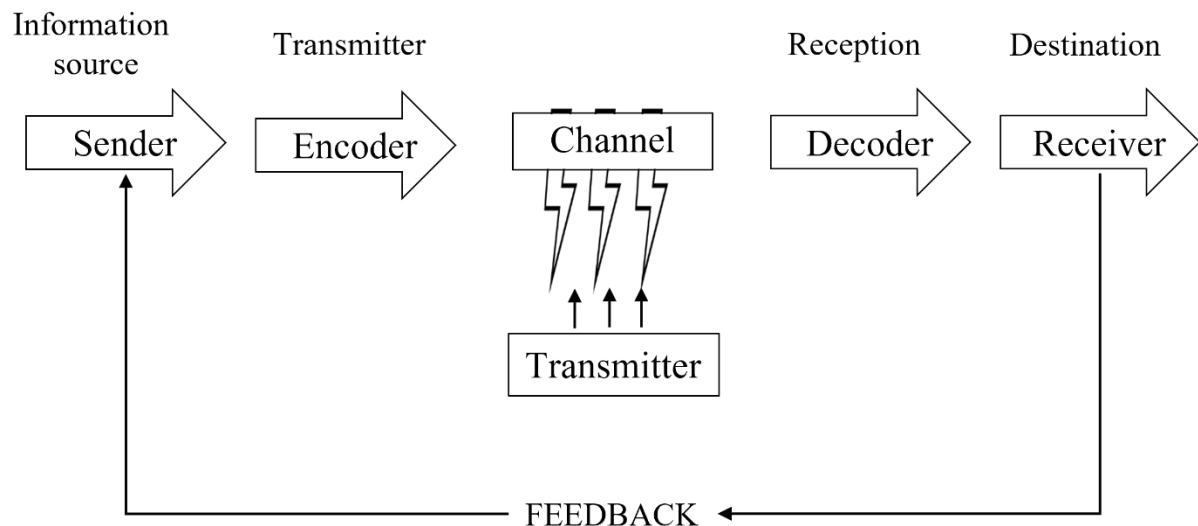 Information
source
Transmitter
Reception
Destination
Sender
Encoder
Channel
Decoder
Receiver
Transmitter
FEEDBACK